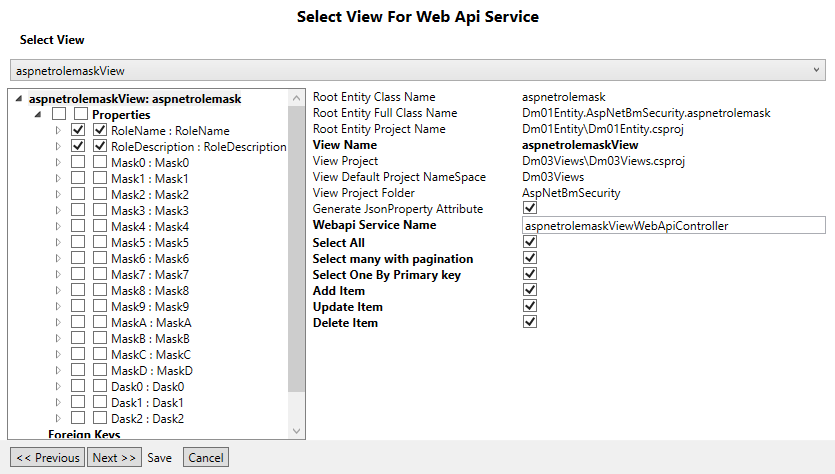 Select View For Web Api Service
Select View
aspnetrolemaskView
aspnetrolemaskView: aspnetrolemask
Properties
RoleName : RoleName
RoleDescription : RoleDescription
Mask0 : Mask0
Mask1 : Mask1
Mask2 : Mask2
Mask3 : Mask3
Mask4 : Mask4
Mask5 : Mask5
Mask6 : Mask6
Mask7 : Mask7
Mask8 : Mask8
Mask9 : Mask9
MaskA : MaskA
MaskB : MaskB
MaskC : MaskC
MaskD : MaskD
Dask0 : Dask0
Dask1 : Dask1
Dask2 : Dask2
Foreign Keys
Root Entity Class Name aspnetrolemask
Root Entity Full Class Name Dm01Entity.AspNetBmSecurity.aspnetrolemask
Root Entity Project Name Dm01Entity\Dm01Entity.csproj
View Name aspnetrolemaskView
View Project Dm03Views\Dm03Views.csproj
View Default Project NameSpace Dm03Views
View Project Folder AspNetBmSecurity
Generate JsonProperty Attribute
Webapi Service Name aspnetrolemaskViewWebApiController
Select All
Select many with pagination
Select One By Primary key
Add Item
Update Item
Delete Item
<< Previous Next >> Save Cancel